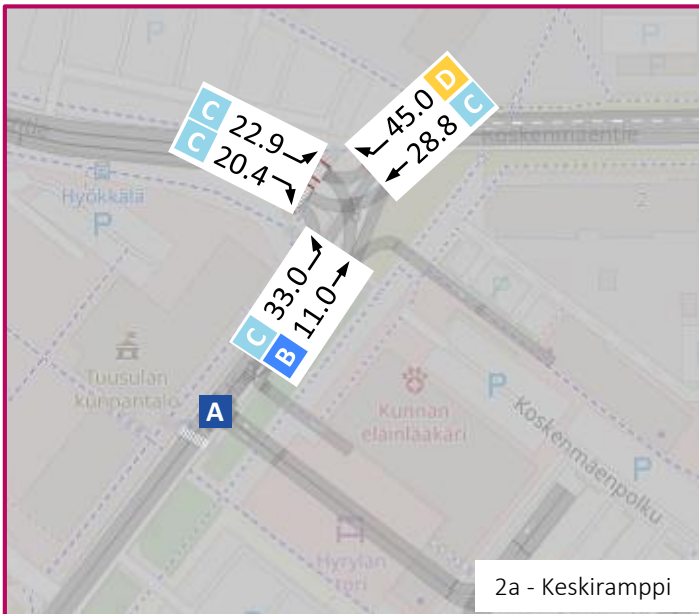 P
P
P
C 22.9
C 20.4
45.0 D
28.8 C
Koskenmäentie
Hyökkälä
P
2
C 33.0
B 11.0
Tuusulan
kunnantalo
A
Kunnan
eläinlääkäri
P
Koskenmäenpolku
P
Hyrylän
tori
P
2a - Keskiramppi